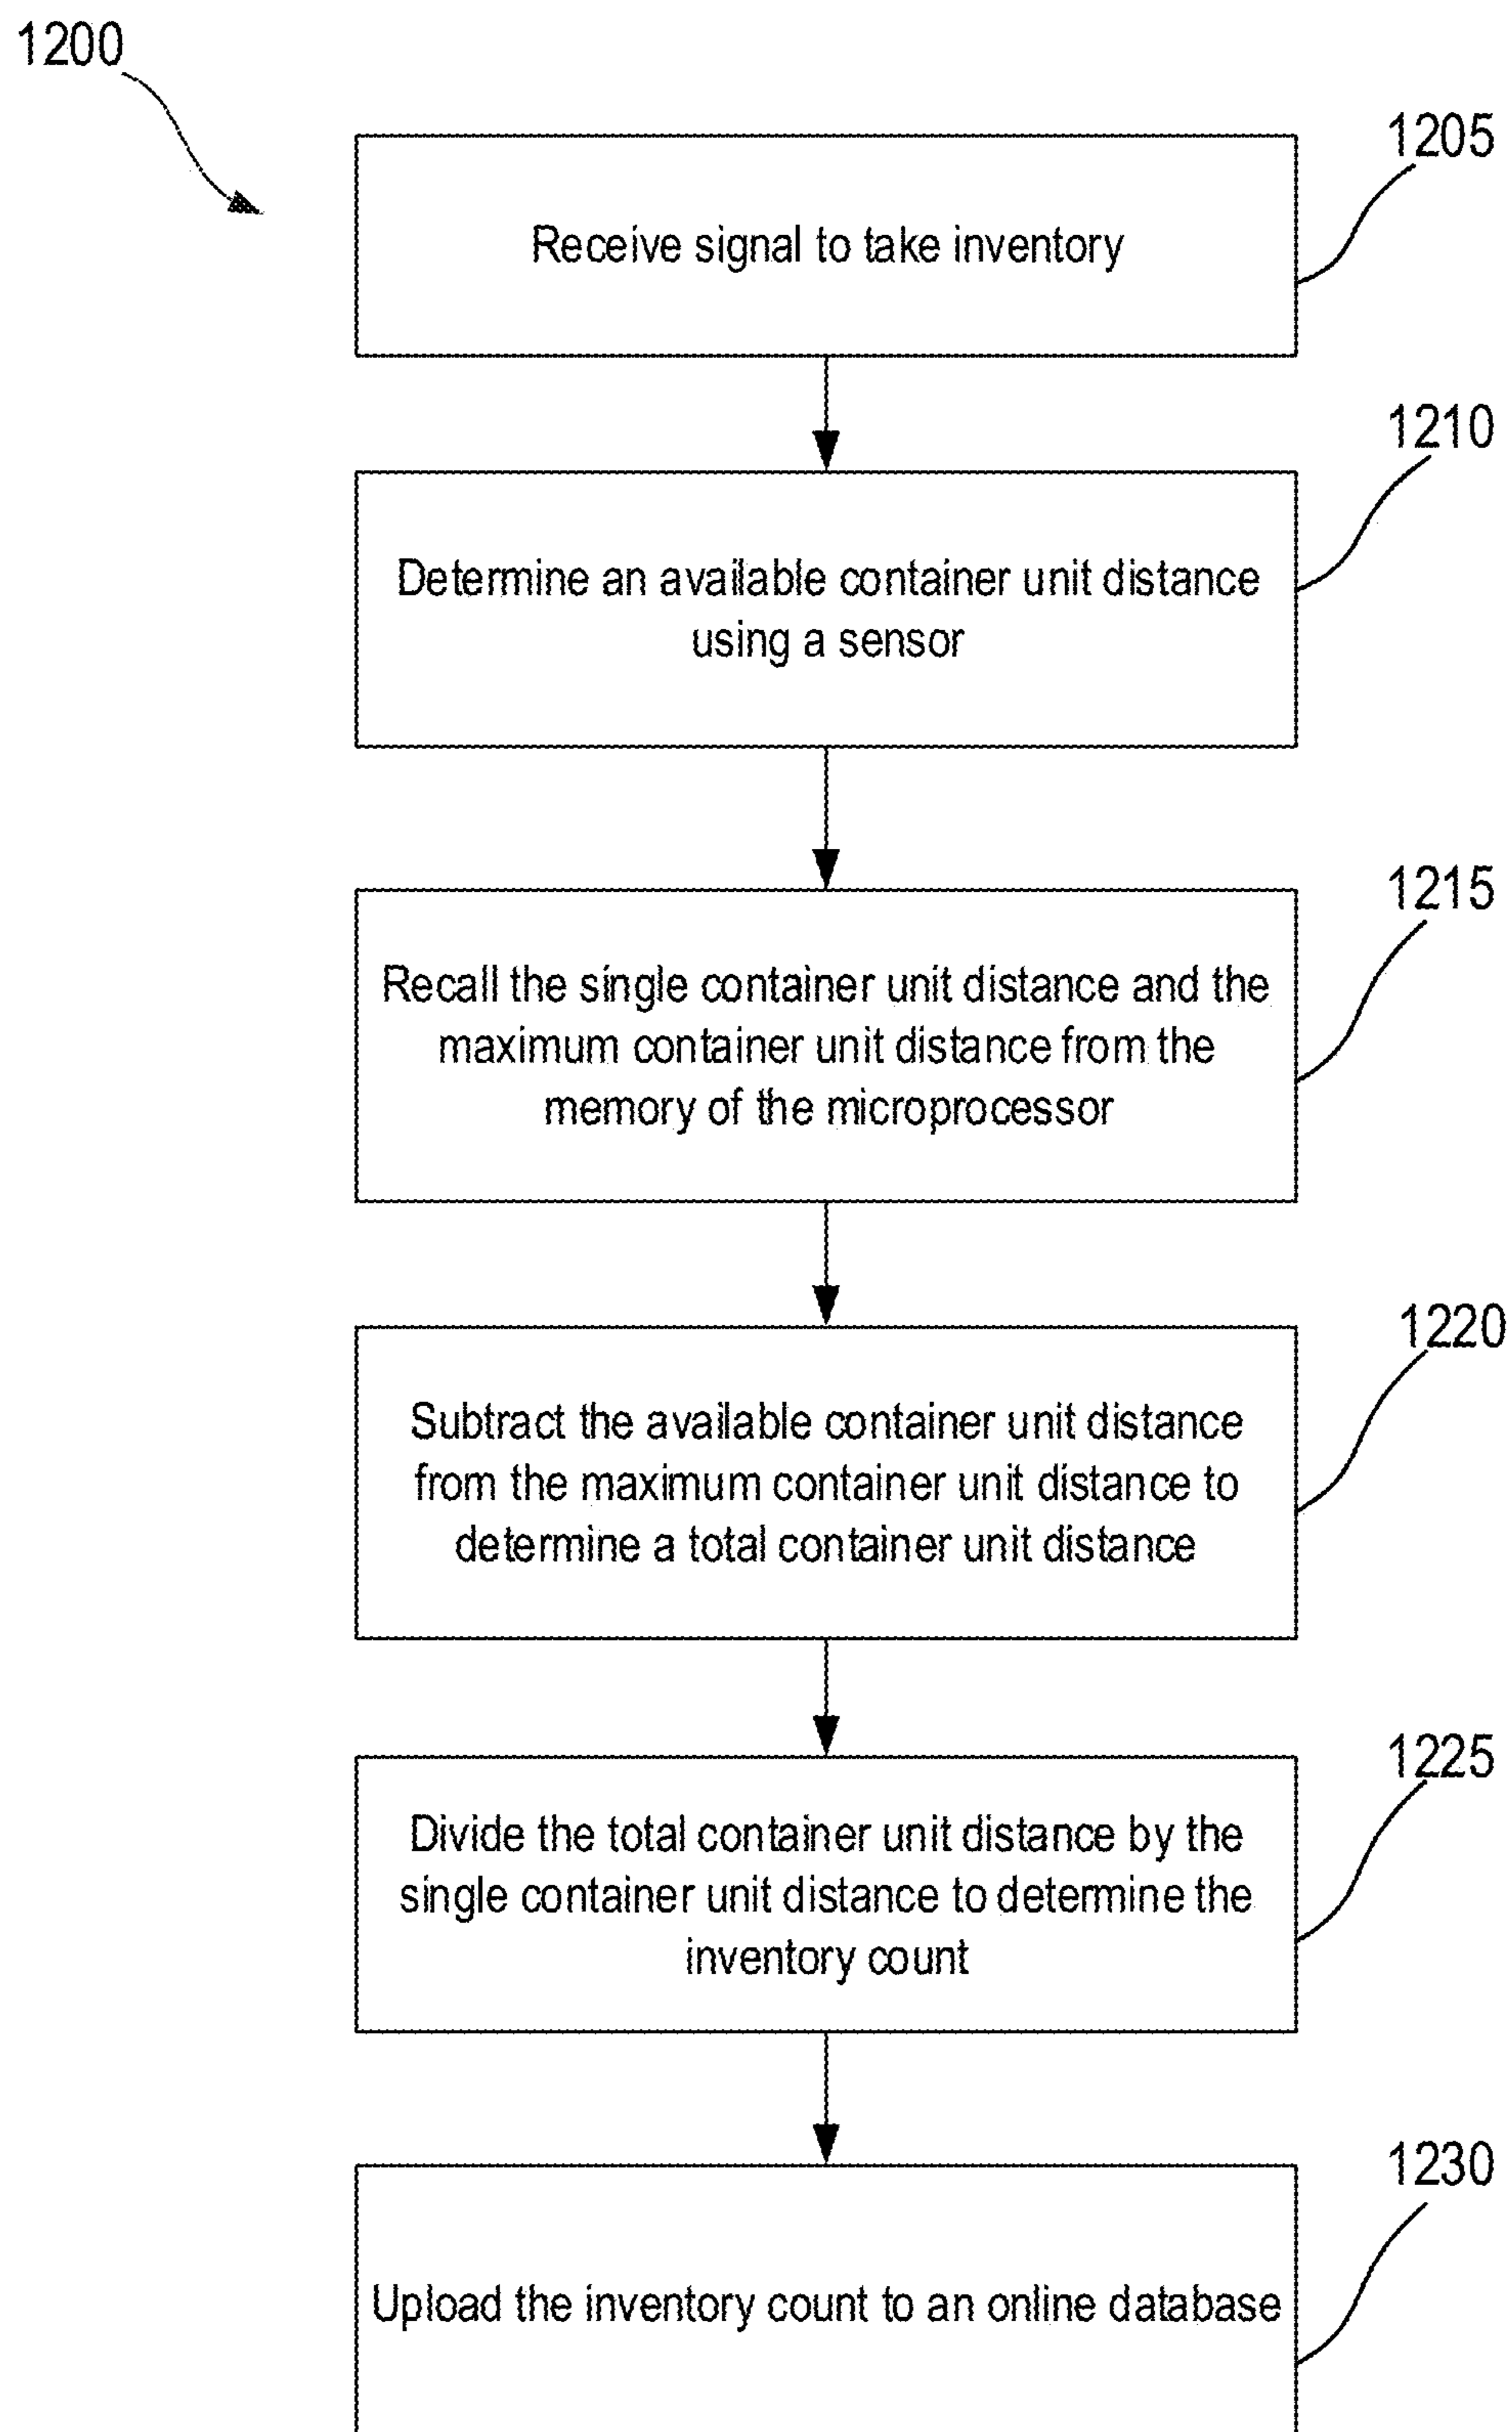 1200
1205
Receive signal to take inventory
1210
Determine an available container unit distance
using a sensor
1215
Recall the single container unit distance and the
maximum container unit distance from the
memory of the microprocessor
1220
Subtract the available container unit distance
from the maximum container unit distance to
determine a total container unit distance
1225
Divide the total container unit distance by the
single container unit distance to determine the
inventory count
1230
Upload the inventory count to an online database